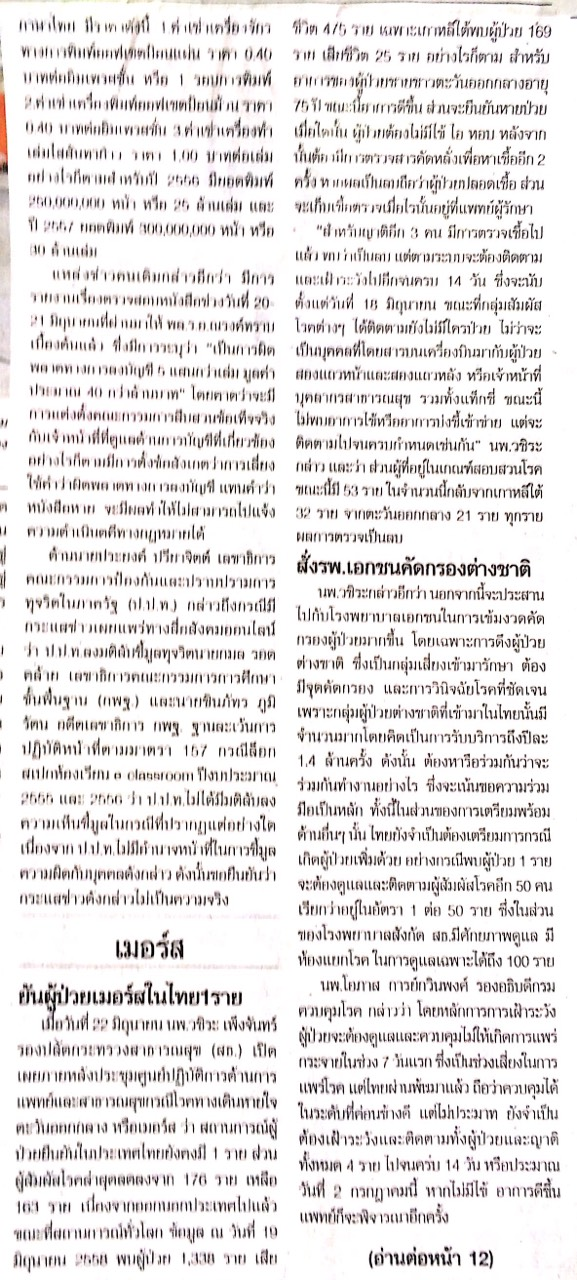 ภาษาไทย มีราคาดังนี้ 1.ค่าเช่าเครื่องจักร
ทางการพิมพ์ออฟเซตป้อนแผ่น ราคา 0.40
บาทต่ออิมเพรสชั่น หรือ 1 รอบการพิมพ์
2.ค่าเช่าเครื่องพิมพ์ออฟเซตป้อนม้วน ราคา
0.40 บาทต่ออิมเพรสชั่น 3.ค่าเช่าเครื่องทำ
เล่มไสสันทากาว ราคา 1.00 บาทต่อเล่ม
อย่างไรก็ตามสำหรับปี 2556 มียอดพิมพ์
250,000,000 หน้า หรือ 25 ล้านเล่ม และ
ปี 2557 ยอดพิมพ์ 300,000,000 หน้า หรือ
30 ล้านเล่ม
แหล่งข่าวคนเดิมกล่าวอีกว่า มีการ
รายงานเรื่องตรวจสอบหนังสือช่วงวันที่ 20-
21 มิถุนายนที่ผ่านมาให้ พล.ร.อ.ณรงค์ทราบ
เบื้องต้นแล้ว ซึ่งมีการระบุว่า "เป็นการผิด
พลาดทางการลงบัญชี 5 แสนกว่าเล่ม มูลค่า
ประมาณ 40 กว่าล้านบาท" โดยคาดว่าจะมี
การแต่งตั้งคณะกรรมการสืบสวนข้อเท็จจริง
กับเจ้าหน้าที่ที่ดูแลด้านการบัญชีที่เกี่ยวข้อง
อย่างไรก็ตามมีการตั้งข้อสังเกตว่าการเลี่ยง
ใช้คำว่าผิดพลาดทางการลงบัญชี แทนคำว่า
หนังสือหาย จะมีผลทำให้ไม่สามารถไปแจ้ง
ความดำเนินคดีทางกฎหมายได้
ด้านนายประยงค์ ปรียาจิตต์ เลขาธิการ
คณะกรรมการป้องกันและปราบปรามการ
ทุจริตในภาครัฐ (ป.ป.ท.) กล่าวถึงกรณีมี
กระแสข่าวเผยแพร่ทางสื่อสังคมออนไลน์
ว่า ป.ป.ท.ลงมติลับชี้มูลทุจริตนายกมล รอด
คล้าย เลขาธิการคณะกรรมการการศึกษา
ขั้นพื้นฐาน (กพฐ.) และนายชินภัทร ภูมิ
รัตน อดีตเลขาธิการ กพฐ. ฐานละเว้นการ
ปฏิบัติหน้าที่ตามมาตรา 157 กรณีล็อก
สเปกห้องเรียน e-classroom ปีงบประมาณ
2555 และ 2556 ว่า ป.ป.ท.ไม่ได้มีมติลับลง
ความเห็นชี้มูลในกรณีที่ปรากฏแต่อย่างใด
เนื่องจาก ป.ป.ท.ไม่มีอำนาจหน้าที่ในการชี้มูล
ความผิดกับบุคคลดังกล่าว ดังนั้นขอยืนยันว่า
กระแสข่าวดังกล่าวไม่เป็นความจริง
เมอร์ส
ยันผู้ป่วยเมอร์สในไทย1ราย
เมื่อวันที่ 22 มิถุนายน นพ.วชิระ เพ็งจันทร์
รองปลัดกระทรวงสาธารณสุข (สธ.) เปิด
เผยภายหลังประชุมศูนย์ปฏิบัติการด้านการ
แพทย์และสาธารณสุขกรณีโรคทางเดินหายใจ
ตะวันออกกลาง หรือเมอร์ส ว่า สถานการณ์ผู้
ป่วยยืนยันในประเทศไทยยังคงมี 1 ราย ส่วน
ผู้สัมผัสโรคล่าสุดลดลงจาก 176 ราย เหลือ
163 ราย เนื่องจากออกนอกประเทศไปแล้ว
ขณะที่สถานการณ์ทั่วโลก ข้อมูล ณ วันที่ 19
มิถุนายน 2558 พบผู้ป่วย 1,338 ราย เสีย
ชีวิต 475 ราย เฉพาะเกาหลีใต้พบผู้ป่วย 169
ราย เสียชีวิต 25 ราย อย่างไรก็ตาม สำหรับ
อาการของผู้ป่วยชายชาวตะวันออกกลางอายุ
75 ปี ขณะนี้อาการดีขึ้น ส่วนจะยืนยันหายป่วย
เมื่อใดนั้น ผู้ป่วยต้องไม่มีไข้ ไอ หอบ หลังจาก
นั้นต้อง มีการตรวจสารคัดหลั่งเพื่อหาเชื้ออีก 2
ครั้ง หากผลเป็นลบถือว่าผู้ป่วยปลอดเชื้อ ส่วน
จะเก็บเชื้อตรวจเมื่อไรนั้นอยู่ที่แพทย์ผู้รักษา
"สำหรับญาติอีก 3 คน มีการตรวจเชื้อไป
แล้ว พบว่าเป็นลบ แต่ตามระบบจะต้องติดตาม
และเฝ้าระวังไปอีกจนครบ 14 วัน ซึ่งจะนับ
ตั้งแต่วันที่ 18 มิถุนายน ขณะที่กลุ่มสัมผัส
โรคต่างๆ ได้ติดตามยังไม่มีใครป่วย ไม่ว่าจะ
เป็นบุคคลที่โดยสารบนเครื่องบินมากับผู้ป่วย
สองแถวหน้าและสองแถวหลัง หรือเจ้าหน้าที่
บุคลากรสาธารณสุข รวมทั้งแท็กซี่ ขณะนี้
ไม่พบอาการไข้หรืออาการบ่งชี้เข้าข่าย แต่จะ
ติดตามไปจนครบกำหนดเช่นกัน" นพ.วชิระ
กล่าว และว่า ส่วนผู้ที่อยู่ในเกณฑ์สอบสวนโรค
ขณะนี้มี 53 ราย ในจำนวนนี้กลับจากเกาหลีใต้
32 ราย จากตะวันออกกลาง 21 ราย ทุกราย
ผลการตรวจเป็นลบ
สั่งรพ.เอกชนคัดกรองต่างชาติ
นพ.วชิระกล่าวอีกว่า นอกจากนี้จะประสาน
ไปกับโรงพยาบาลเอกชนในการเข้มงวดคัด
กรองผู้ป่วยมากขึ้น โดยเฉพาะการดึงผู้ป่วย
ต่างชาติ ซึ่งเป็นกลุ่มเสี่ยงเข้ามารักษา ต้อง
มีจุดคัดกรอง และการวินิจฉัยโรคที่ชัดเจน
เพราะกลุ่มผู้ป่วยต่างชาติที่เข้ามาในไทยนั้นมี
จำนวนมากโดยคิดเป็นการรับบริการถึงปีละ
1.4 ล้านครั้ง ดังนั้น ต้องหารือร่วมกันว่าจะ
ร่วมกันทำงานอย่างไร ซึ่งจะเน้นขอความร่วม
มือเป็นหลัก ทั้งนี้ในส่วนของการเตรียมพร้อม
ด้านอื่นๆ นั้น ไทยยังจำเป็นต้องเตรียมการกรณี
เกิดผู้ป่วยเพิ่มด้วย อย่างกรณีพบผู้ป่วย 1 ราย
จะต้องดูแลและติดตามผู้สัมผัสโรคอีก 50 คน
เรียกว่าอยู่ในอัตรา 1 ต่อ 50 ราย ซึ่งในส่วน
ของโรงพยาบาลสังกัด สธ.มีศักยภาพดูแล มี
ห้องแยกโรค ในการดูแลเฉพาะได้ถึง 100 ราย
นพ.โอภาส การย์กวินพงศ์ รองอธิบดีกรม
ควบคุมโรค กล่าวว่า โดยหลักการการเฝ้าระวัง
ผู้ป่วยจะต้องดูแลและควบคุมไม่ให้เกิดการแพร่
กระจายในช่วง 7 วันแรก ซึ่งเป็นช่วงเสี่ยงในการ
แพร่โรค แต่ไทยผ่านพ้นมาแล้ว ถือว่าควบคุมได้
ในระดับที่ค่อนข้างดี แต่ไม่ประมาท ยังจำเป็น
ต้องเฝ้าระวังและติดตามทั้งผู้ป่วยและญาติ
ทั้งหมด 4 ราย ไปจนครบ 14 วัน หรือประมาณ
วันที่ 2 กรกฎาคมนี้ หากไม่มีไข้ อาการดีขึ้น
แพทย์ก็จะพิจารณาอีกครั้ง
(อ่านต่อหน้า 12)